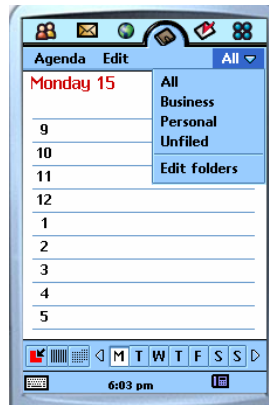 Agenda Edit All
Monday 15
All
Business
Personal
Unfiled
Edit folders
9
10
11
12
1
2
3
4
5
M T W T F S S
6:03 pm